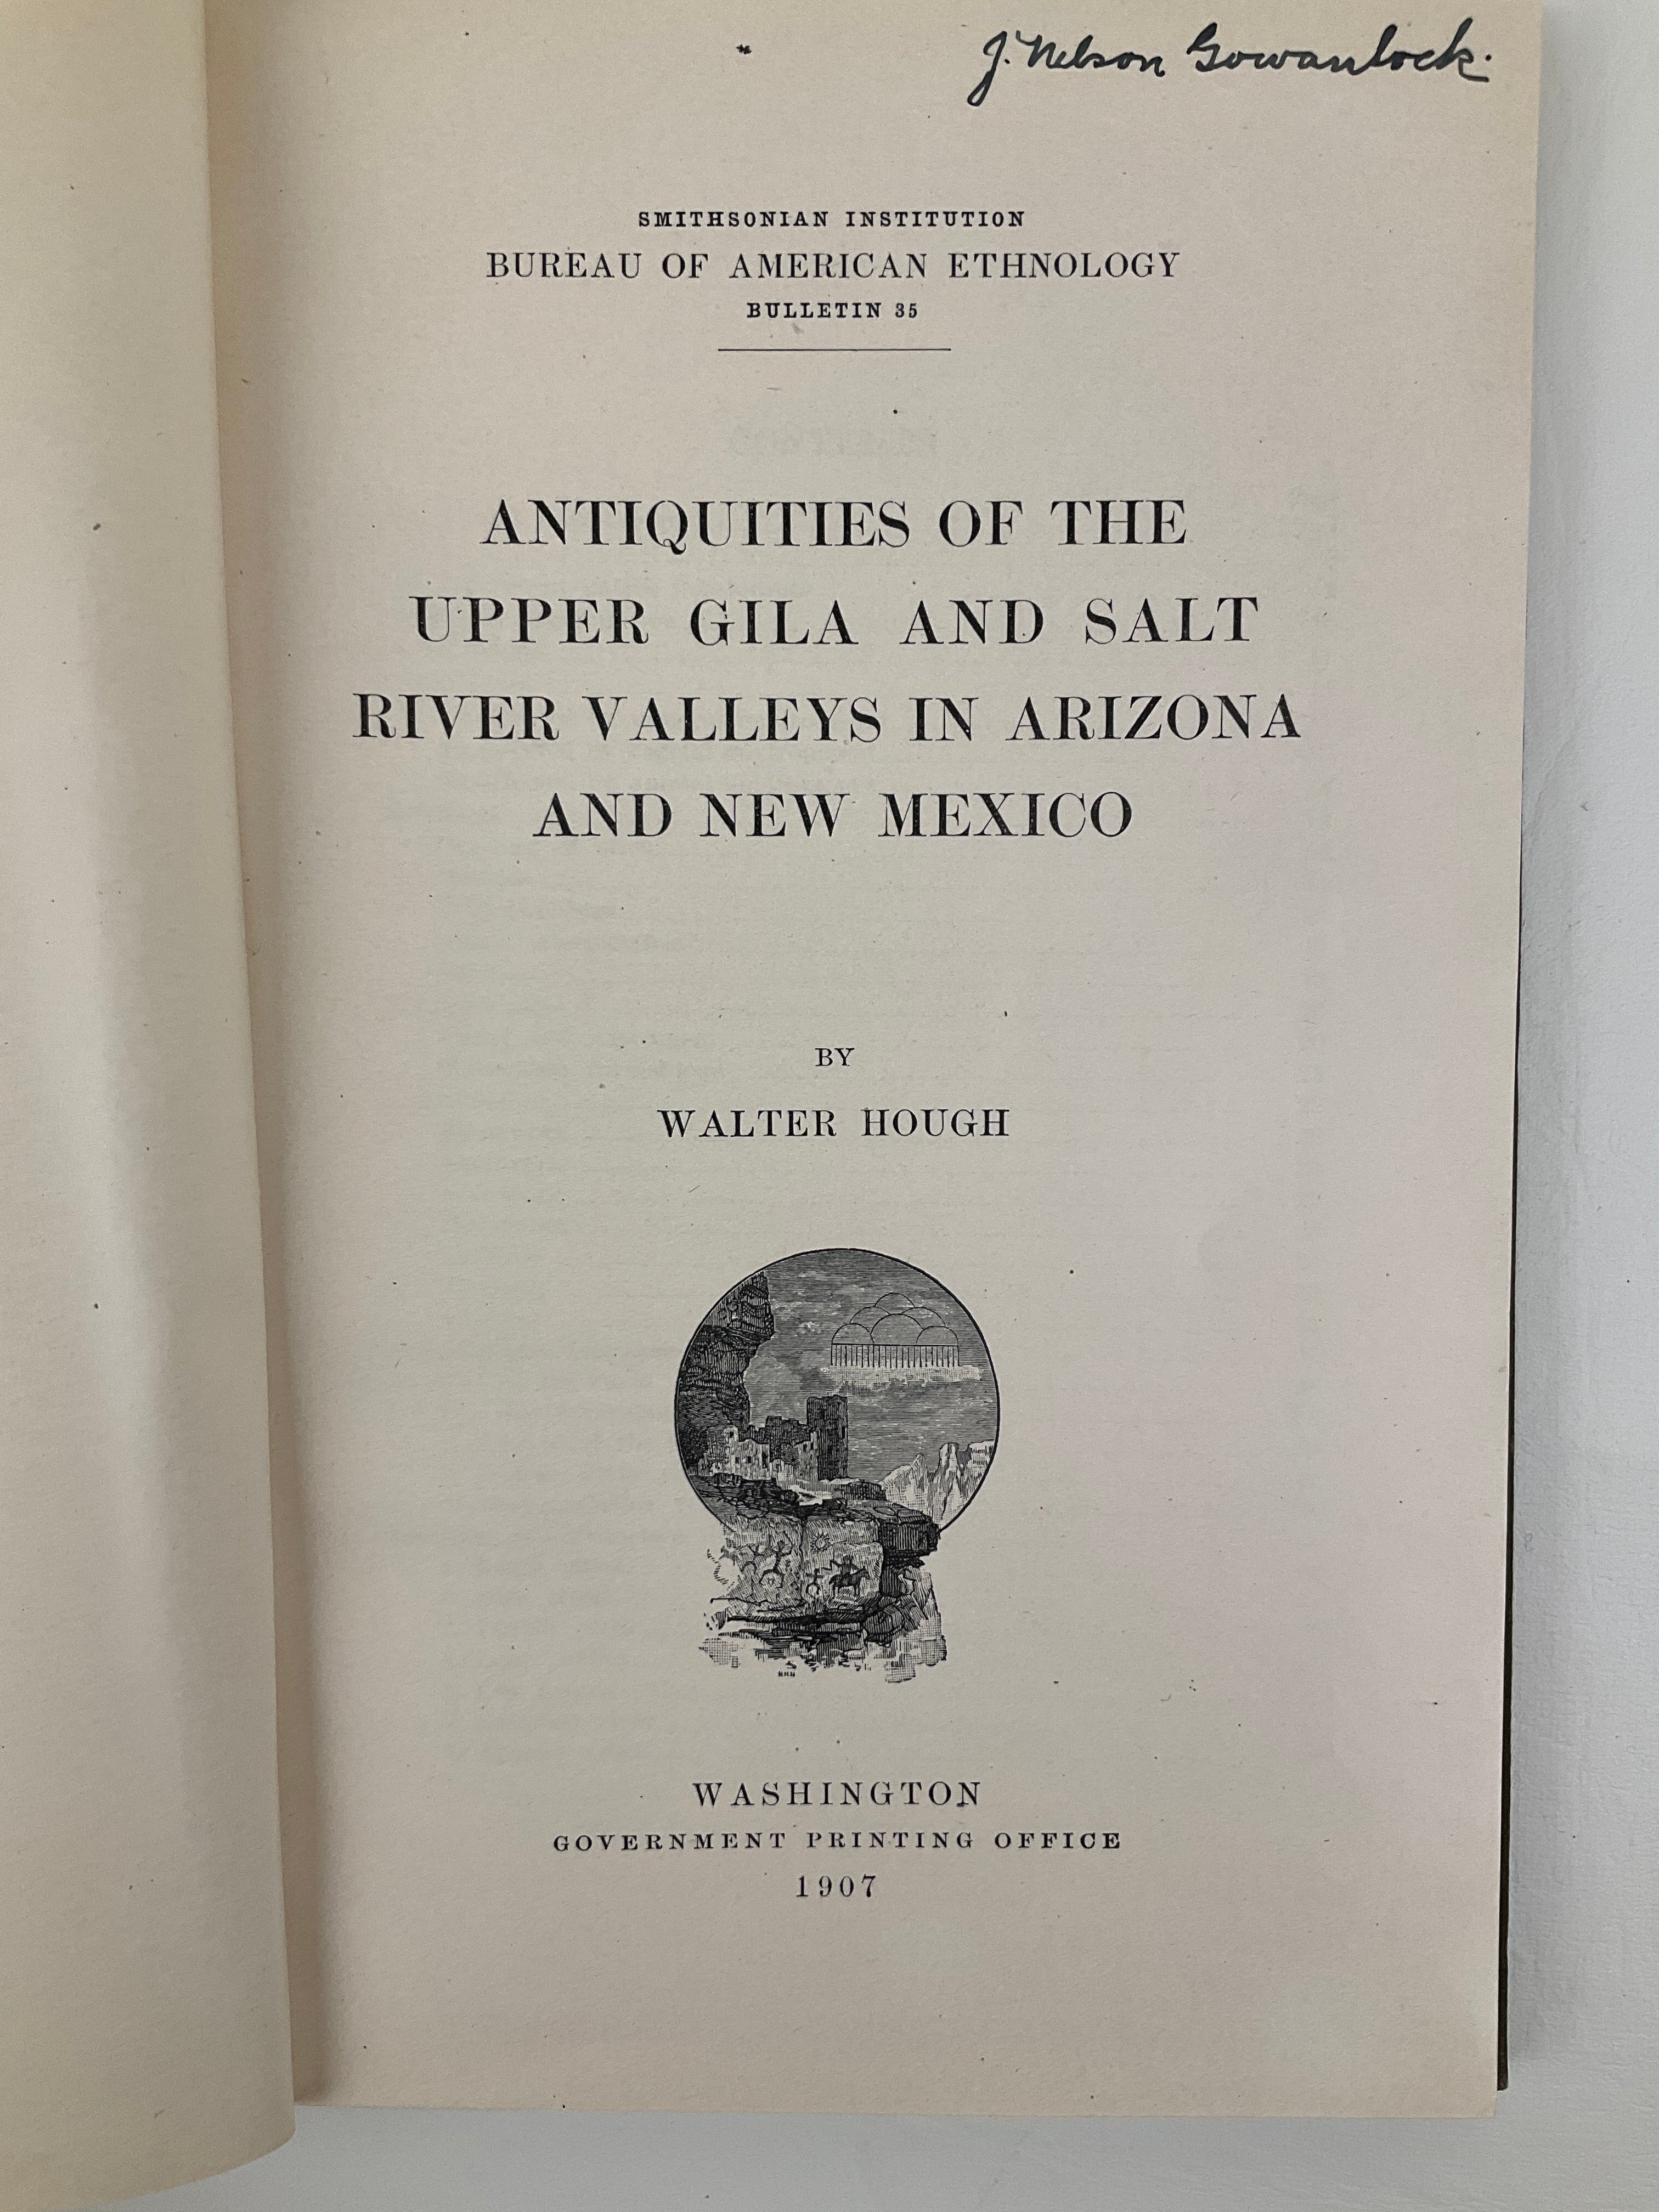 J. Nelson Gowanlock.
SMITHSONIAN INSTITUTION
BUREAU OF AMERICAN ETHNOLOGY
BULLETIN 35
ANTIQUITIES OF THE
UPPER GILA AND SALT
RIVER VALLEYS IN ARIZONA
AND NEW MEXICO
BY
WALTER HOUGH
WASHINGTON
GOVERNMENT PRINTING OFFICE
1907